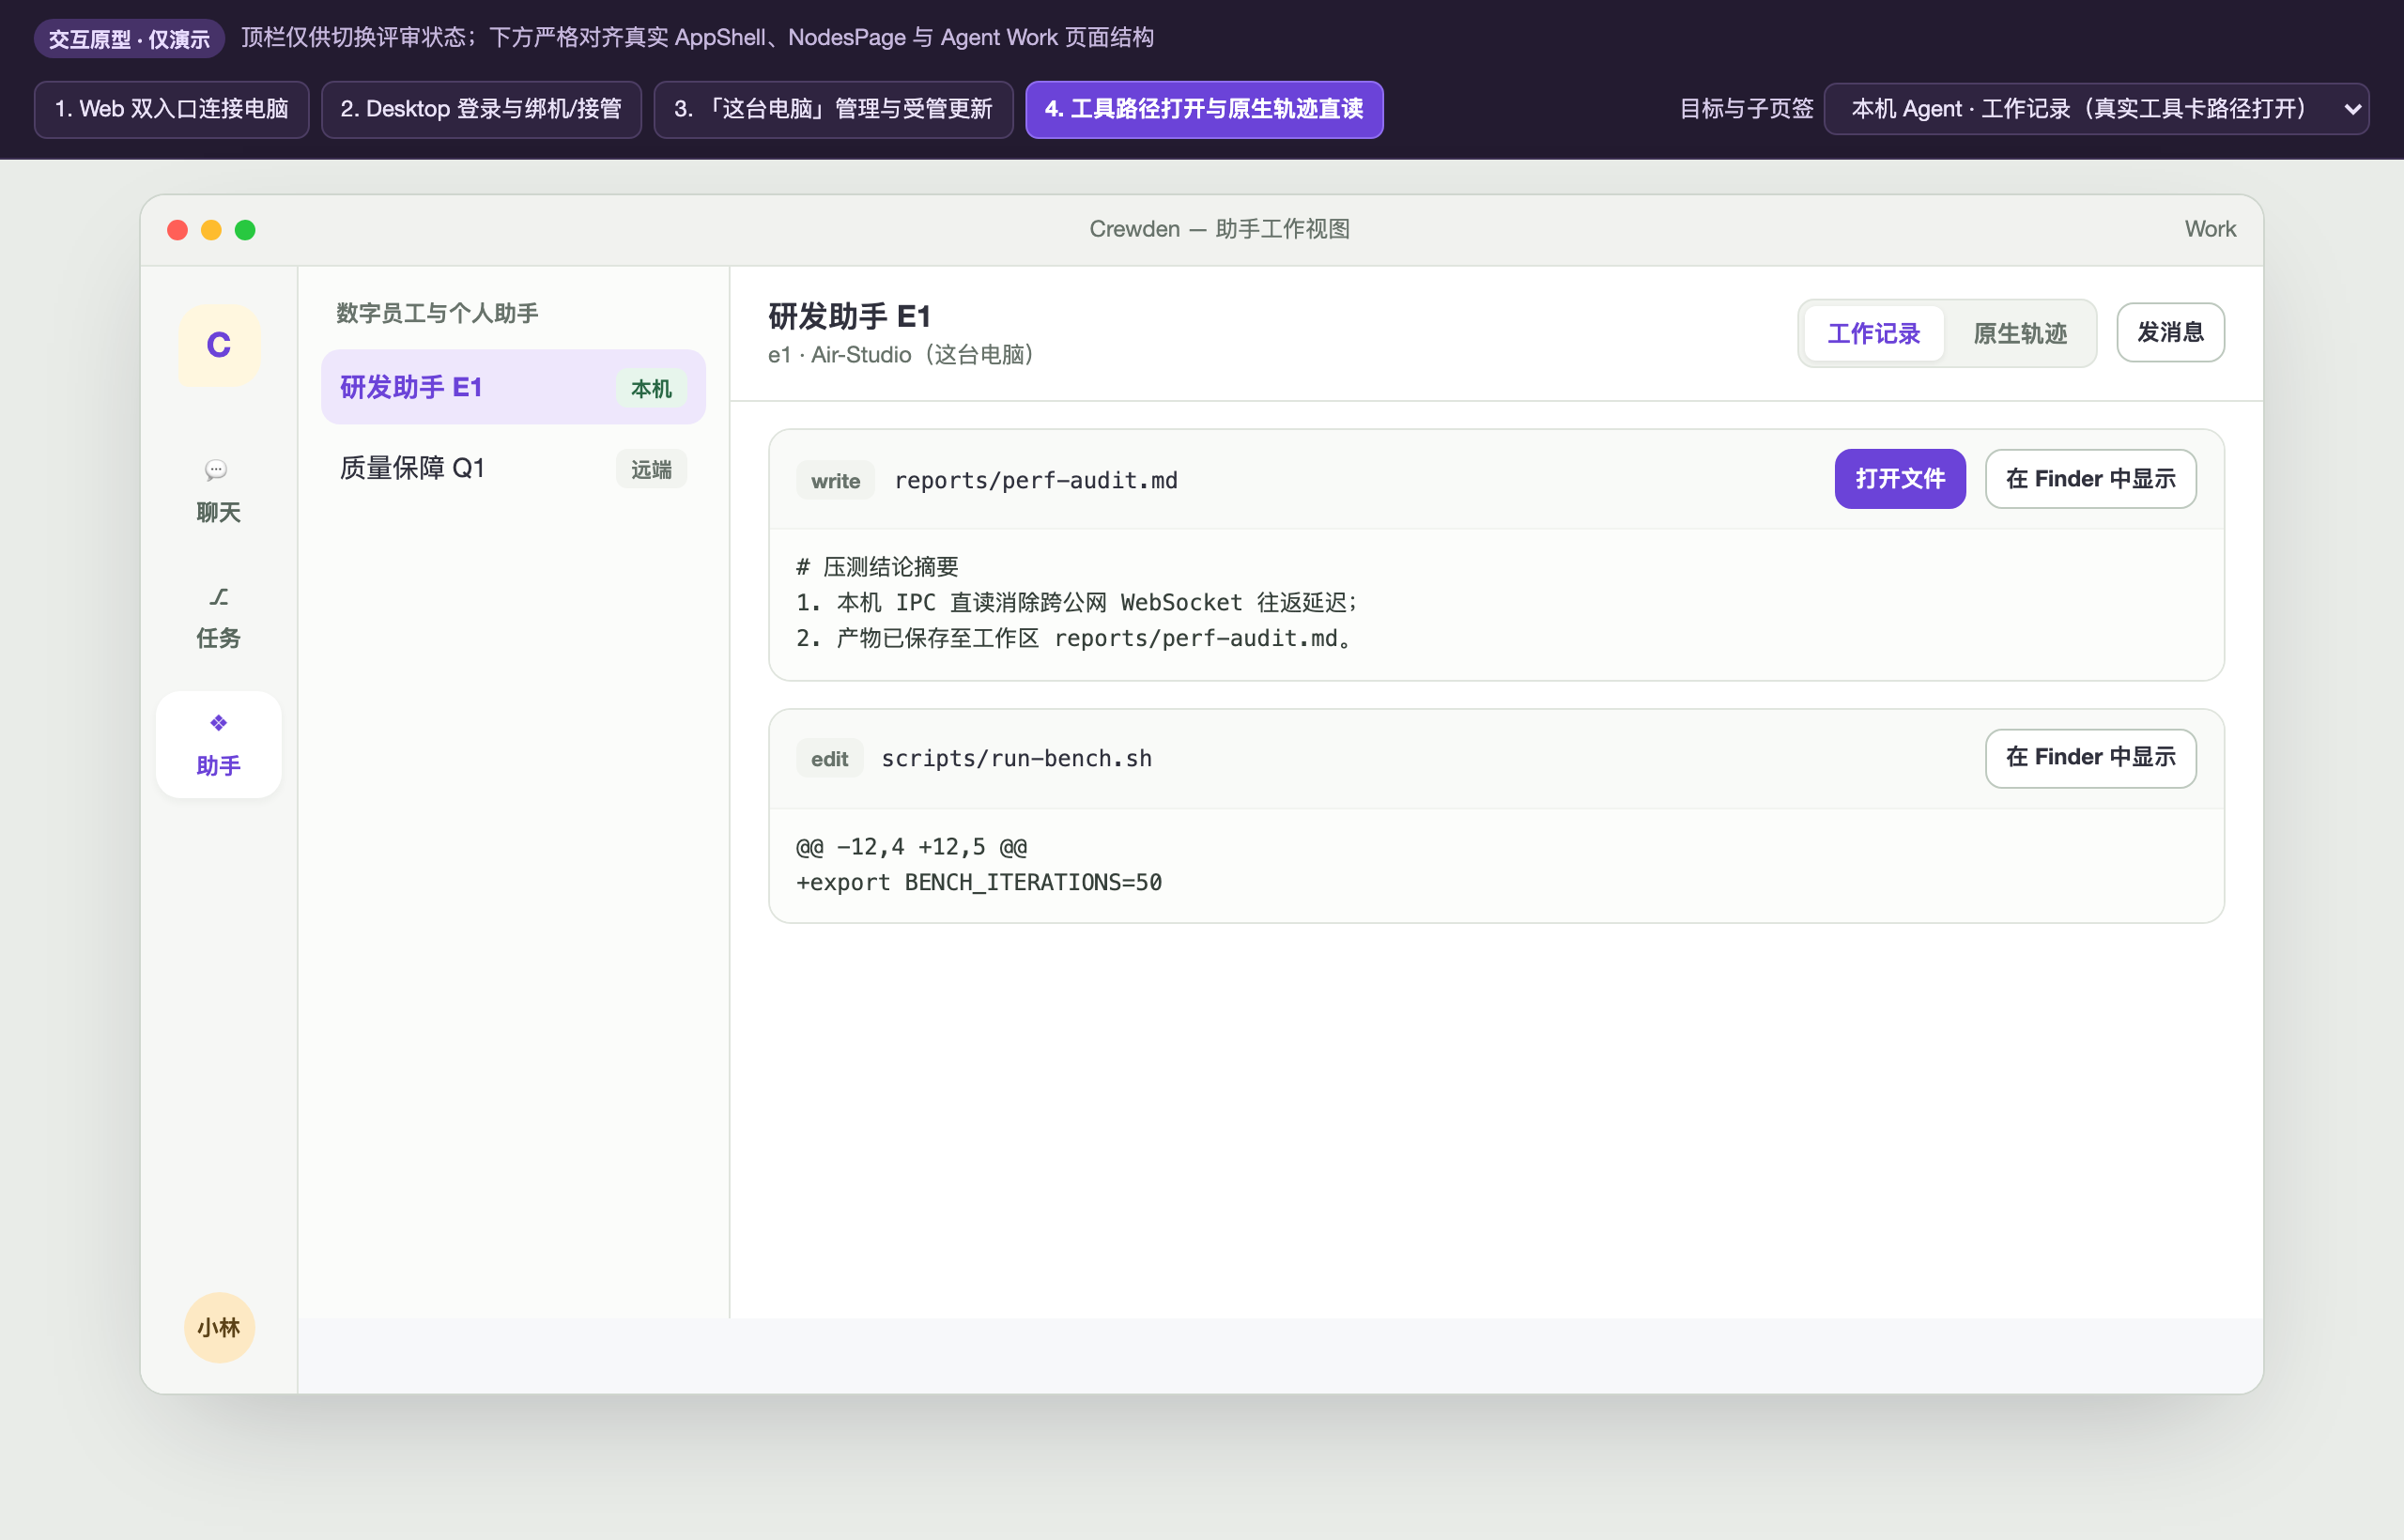 交互原型 · 仅演示 顶栏仅供切换评审状态；下方严格对齐真实 AppShell、NodesPage 与 Agent Work 页面结构
1. Web 双入口连接电脑 2. Desktop 登录与绑机/接管 3. 「这台电脑」管理与受管更新 4. 工具路径打开与原生轨迹直读 目标与子页签 本机 Agent · 工作记录（真实工具卡路径打开）
Crewden — 助手工作视图 Work
C
聊天
任务
助手
小林
数字员工与个人助手
研发助手 E1 本机
质量保障 Q1 远端
研发助手 E1
e1 · Air-Studio（这台电脑）
工作记录 原生轨迹 发消息
write reports/perf-audit.md 打开文件 在 Finder 中显示
# 压测结论摘要
1. 本机 IPC 直读消除跨公网 WebSocket 往返延迟；
2. 产物已保存至工作区 reports/perf-audit.md。
edit scripts/run-bench.sh 在 Finder 中显示
@@ -12,4 +12,5 @@
+export BENCH_ITERATIONS=50